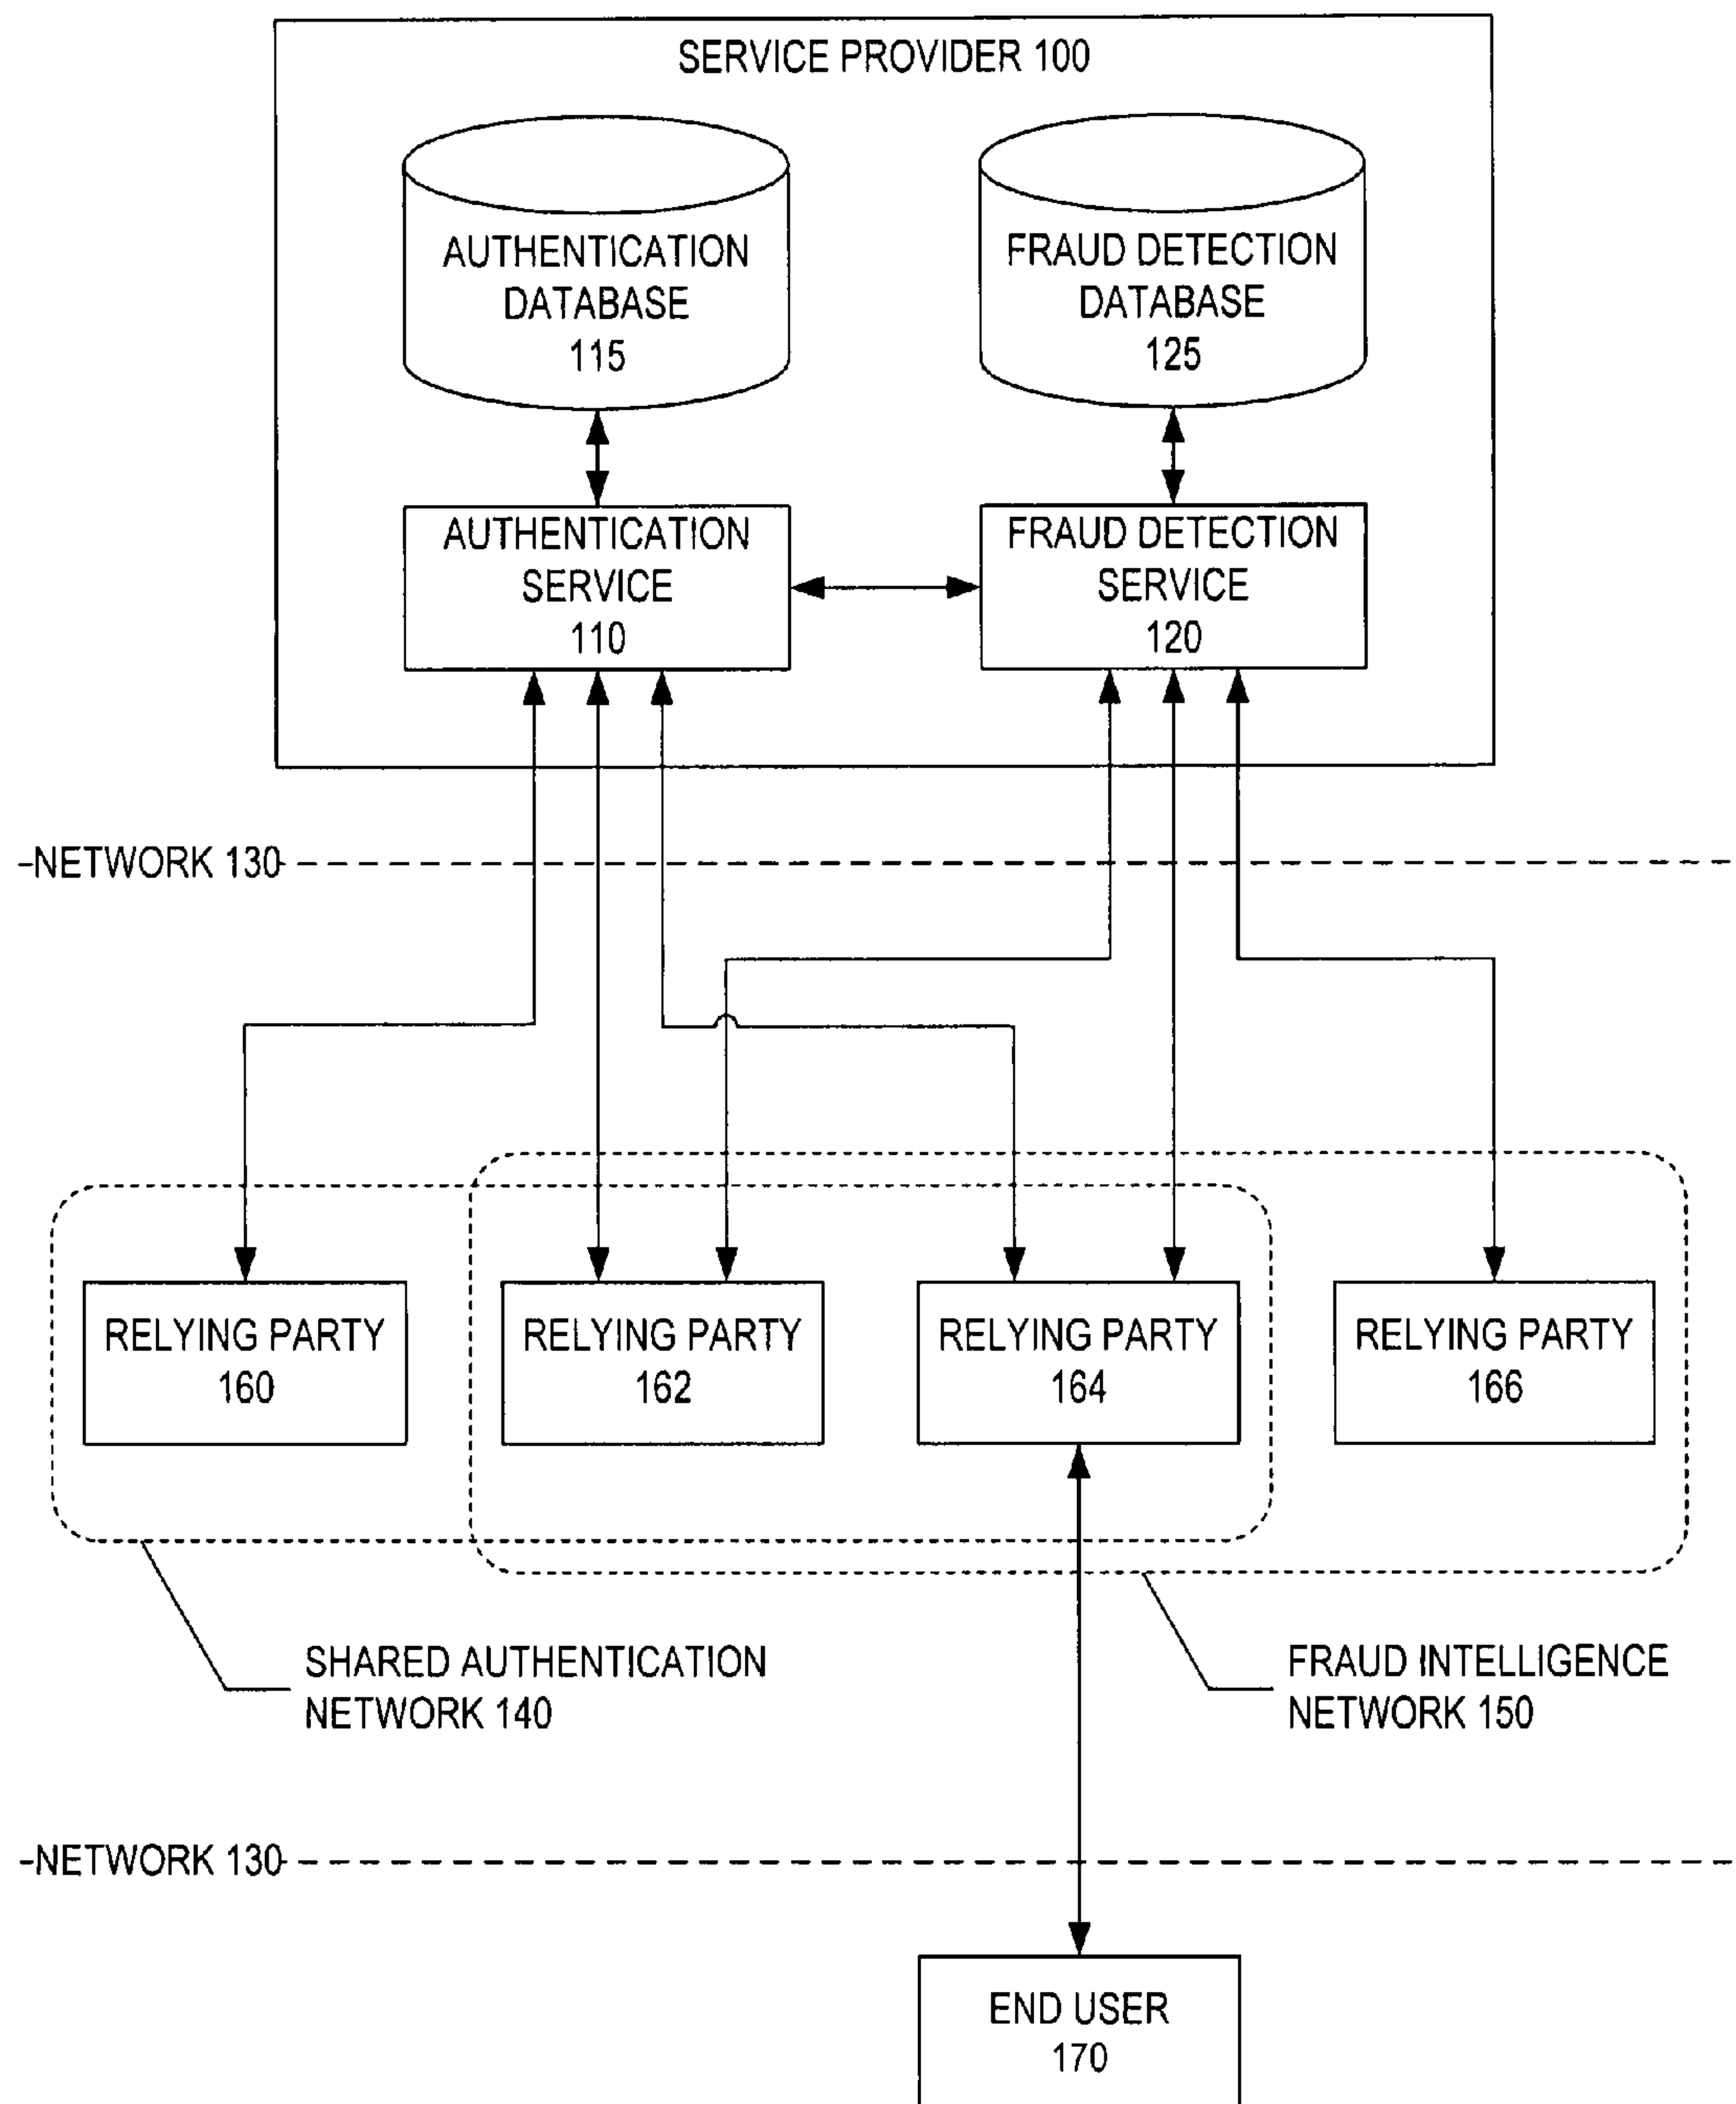 SERVICE PROVIDER 100
AUTHENTICATION
DATABASE
115
FRAUD DETECTION
DATABASE
125
AUTHENTICATION
SERVICE
110
FRAUD DETECTION
SERVICE
120
NETWORK 130
RELYING PARTY
160
RELYING PARTY
162
RELYING PARTY
164
RELYING PARTY
166
SHARED AUTHENTICATION
NETWORK 140
FRAUD INTELLIGENCE
NETWORK 150
NETWORK 130
END USER
170